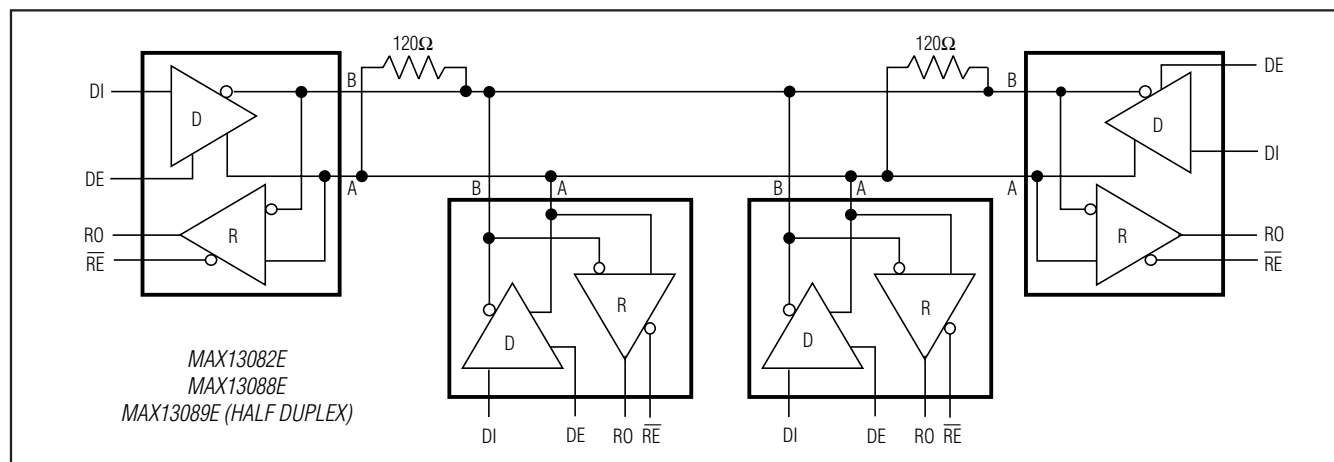 120Ω
120Ω
B
B
DI
DE
D
D
DE
DI
A
B
A
B
A
A
RO
R
RE
R
RO
RE
R
R
D
D
MAX13082E
MAX13088E
MAX13089E (HALF DUPLEX)
DI
DE
RO
RE
DI
DE
RO
RE